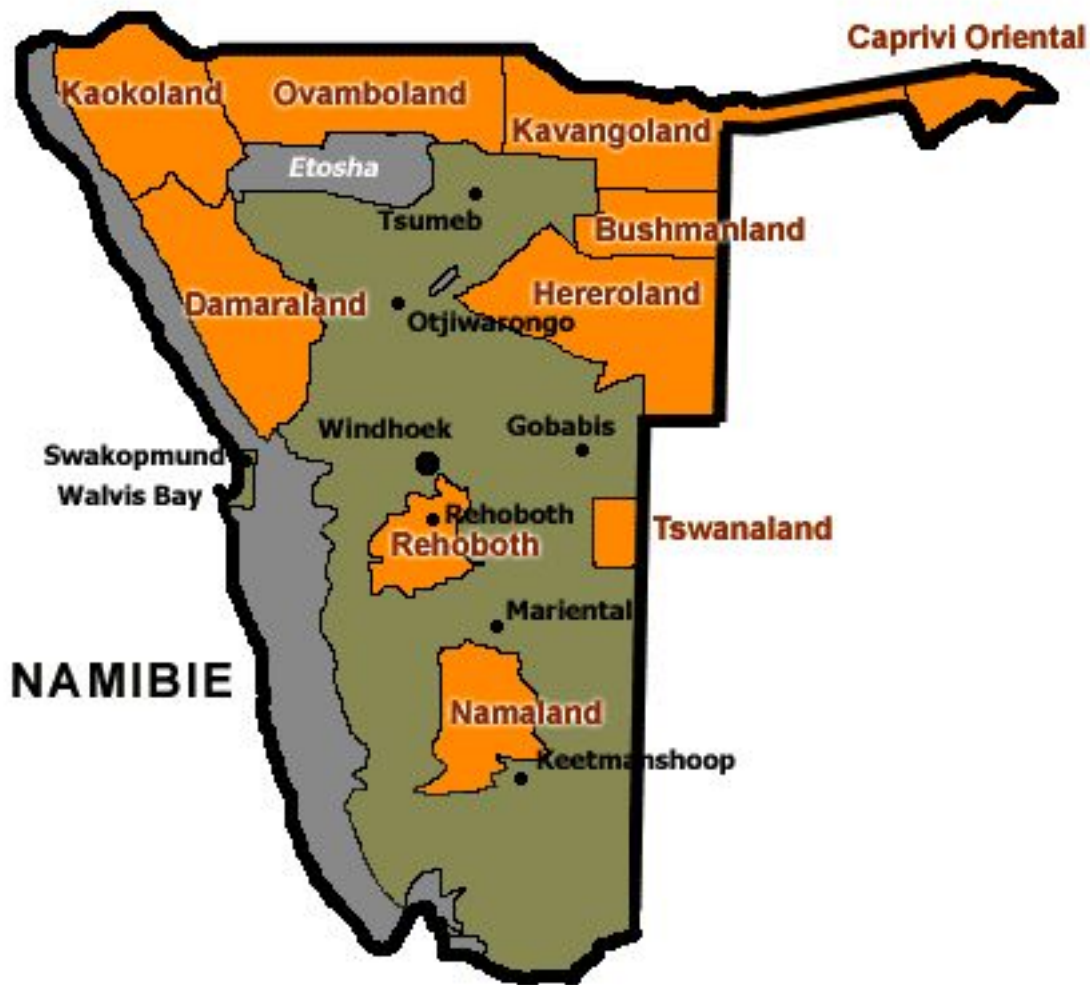 Caprivi Oriental
Kaokoland
Ovamboland
Kavangoland
Etosha
Tsumeb
Bushmanland
Damaraland
Hereroland
Otjiwarongo
Windhoek
Gobabis
Swakopmund
Walvis Bay
Rehoboth
Rehoboth
Tswanaland
Mariental
NAMIBIE
Namaland
Keetmanshoop